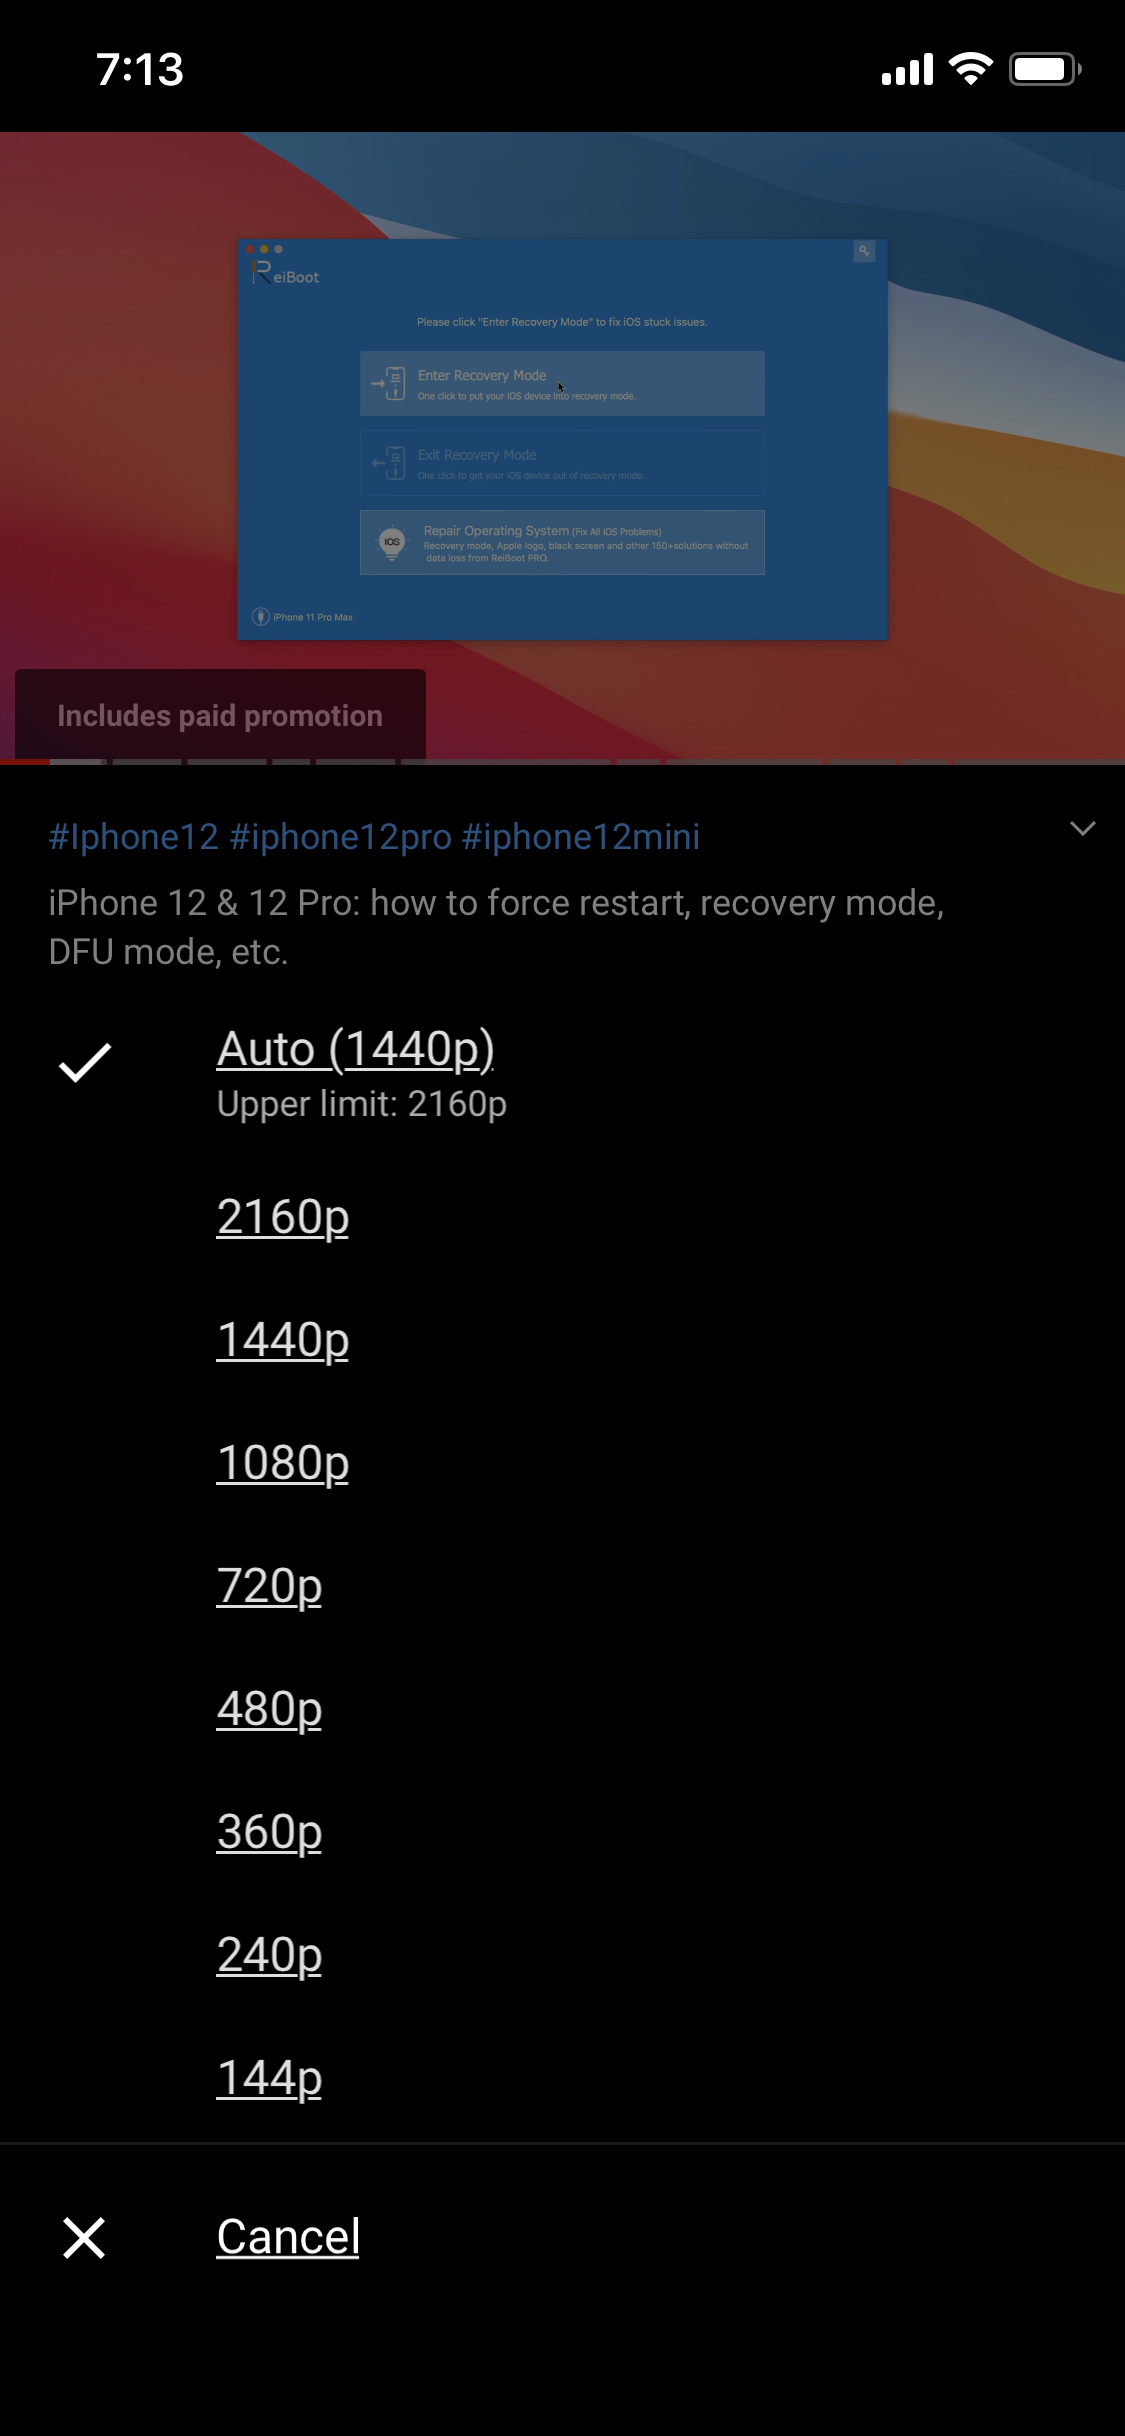 7:13
ReiBoot
Please click "Enter Recovery Mode" to fix iOS stuck issues.
Enter Recovery Mode
One click to put your iOS device into recovery mode.
Exit Recovery Mode
One click to get your iOS device out of recovery mode.
iOS
Repair Operating System (Fix All iOS Problems)
Recovery mode, Apple logo, black screen and other 150+solutions without
data loss from ReiBoot PRO.
iPhone 11 Pro Max
Includes paid promotion
#Iphone12 #iphone12pro #iphone12mini
iPhone 12 & 12 Pro: how to force restart, recovery mode,
DFU mode, etc.
Auto (1440p)
Upper limit: 2160p
2160p
1440p
1080p
720p
480p
360p
240p
144p
Cancel